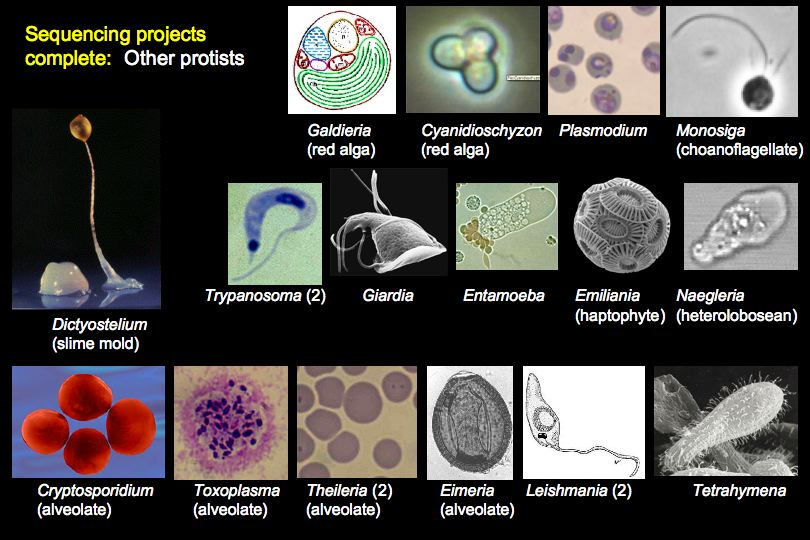 Sequencing projects
complete: Other protists
Galdieria
(red alga)
Cyanidioschyzon
(red alga)
Plasmodium
Monosiga
(choanoflagellate)
Trypanosoma (2)
Giardia
Entamoeba
Emiliania
(haptophyte)
Naegleria
(heterolobosean)
Dictyostelium
(slime mold)
Cryptosporidium
(alveolate)
Toxoplasma
(alveolate)
Theileria (2)
(alveolate)
Eimeria
(alveolate)
Leishmania (2)
Tetrahymena